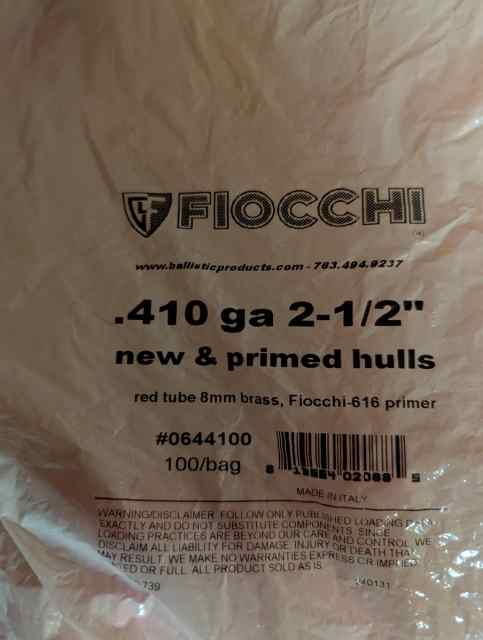 FIOCCHI
www.ballisticproducts.com - 763.494.9237
.410 ga 2-1/2"
new & primed hulls
red tube 8mm brass, Fiocchi-616 primer
#0644100
100/bag
MADE IN ITALY
WARNING/DISCLAIMER: FOLLOW ONLY PUBLISHED LOADING DATA
EXACTLY AND DO NOT SUBSTITUTE COMPONENTS. SINCE
LOADING PRACTICES ARE BEYOND OUR CARE AND CONTROL, WE
DISCLAIM ALL LIABILITY FOR DAMAGE, INJURY OR DEATH THAT
MAY RESULT. WE MAKE NO WARRANTIES EXPRESS OR IMPLIED,
OR FULL. ALL PRODUCT SOLD AS IS.
739
140131